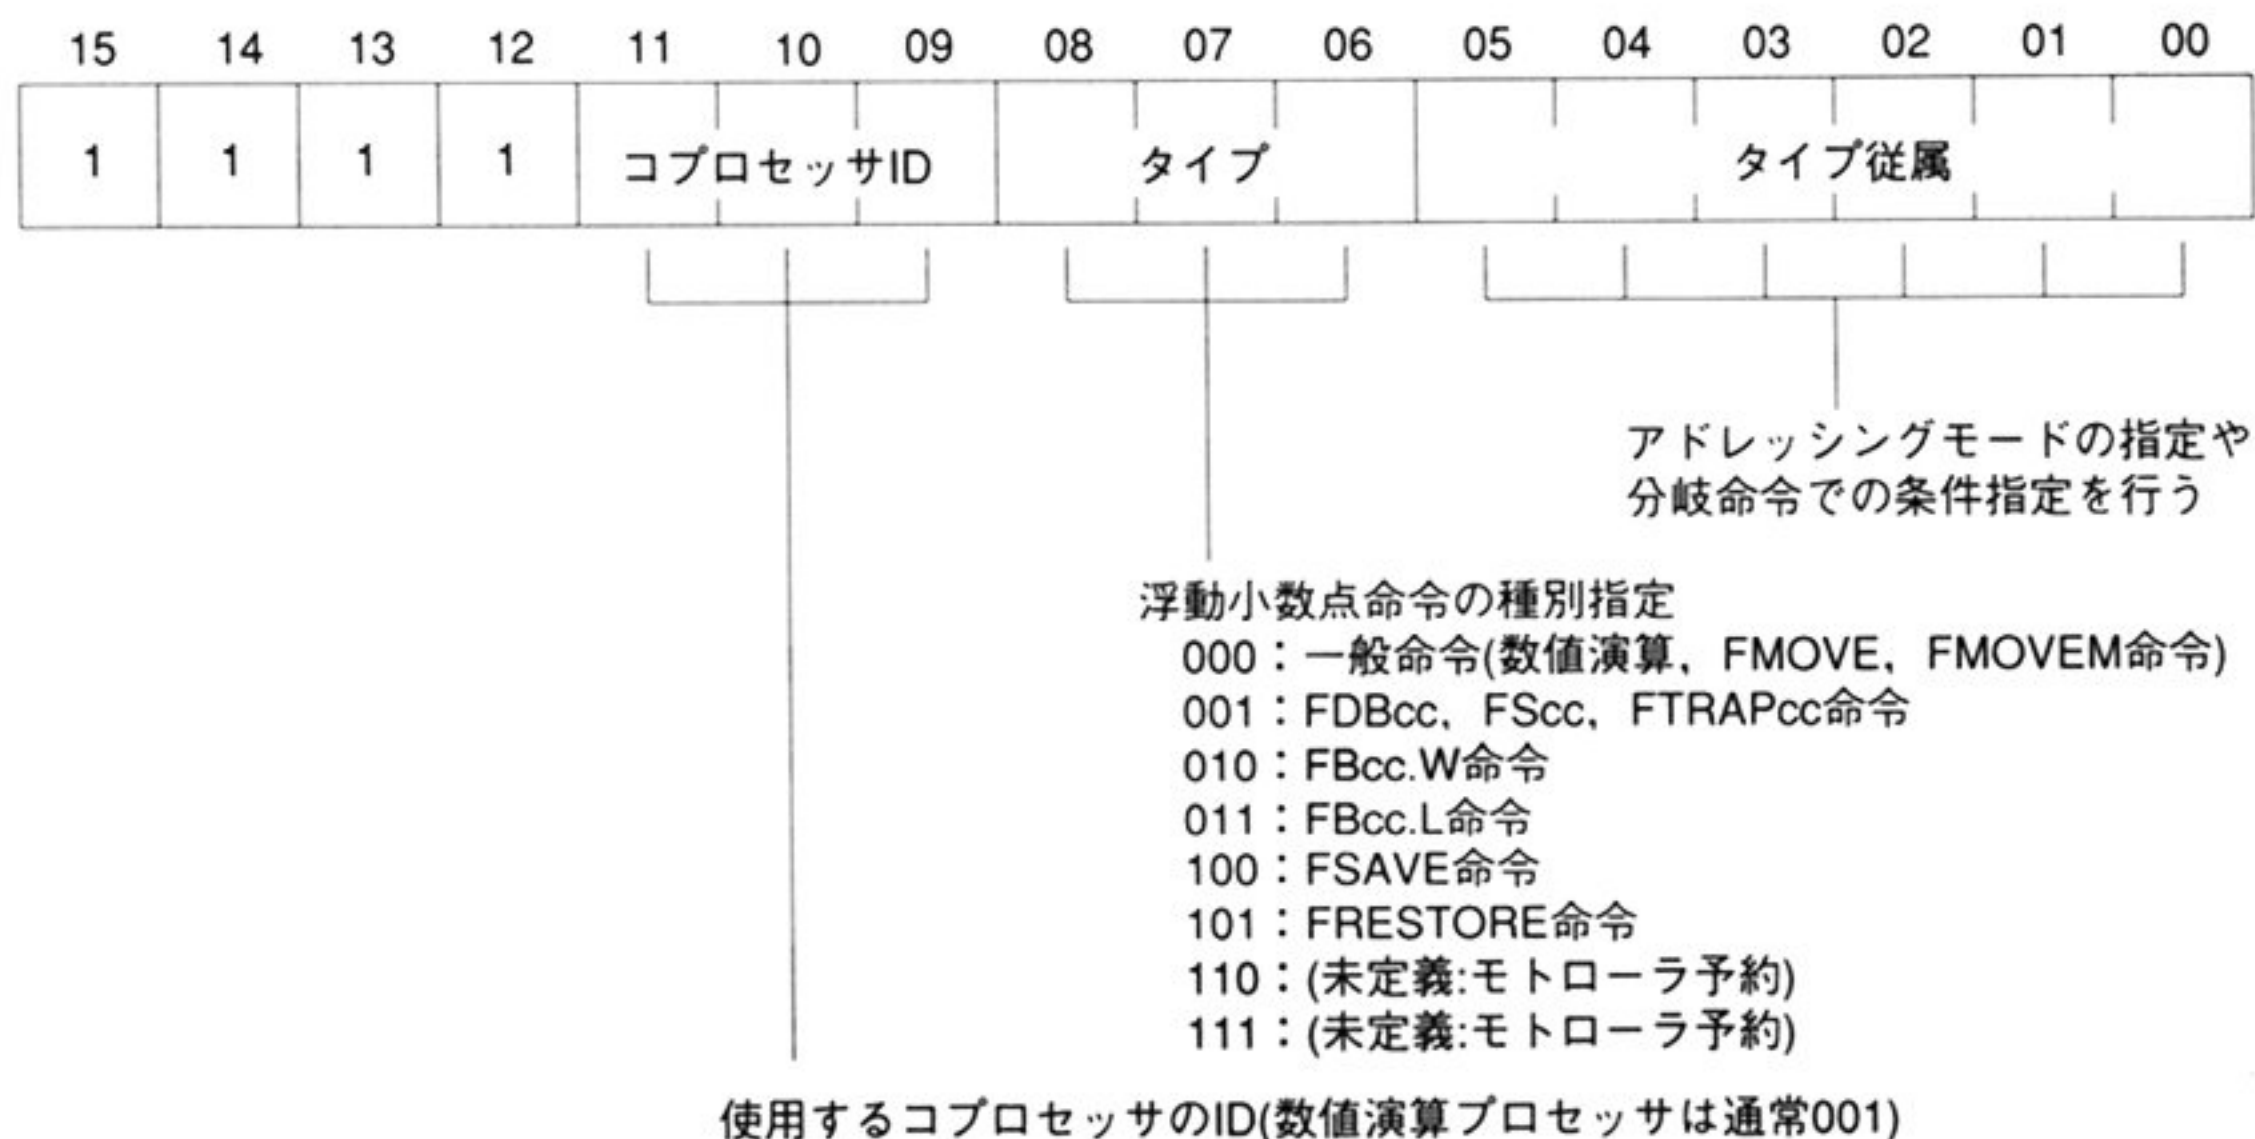 15 14 13 12 11 10 09 08 07 06 05 04 03 02 01 00
1 1 1 1 コプロセッサID タイプ タイプ従属
アドレッシングモードの指定や
分岐命令での条件指定を行う
浮動小数点命令の種別指定
000：一般命令(数値演算，FMOVE，FMOVEM命令)
001：FDBcc，FScc，FTRAPcc命令
010：FBcc.W命令
011：FBcc.L命令
100：FSAVE命令
101：FRESTORE命令
110：(未定義:モトローラ予約)
111：(未定義:モトローラ予約)
使用するコプロセッサのID(数値演算プロセッサは通常001)